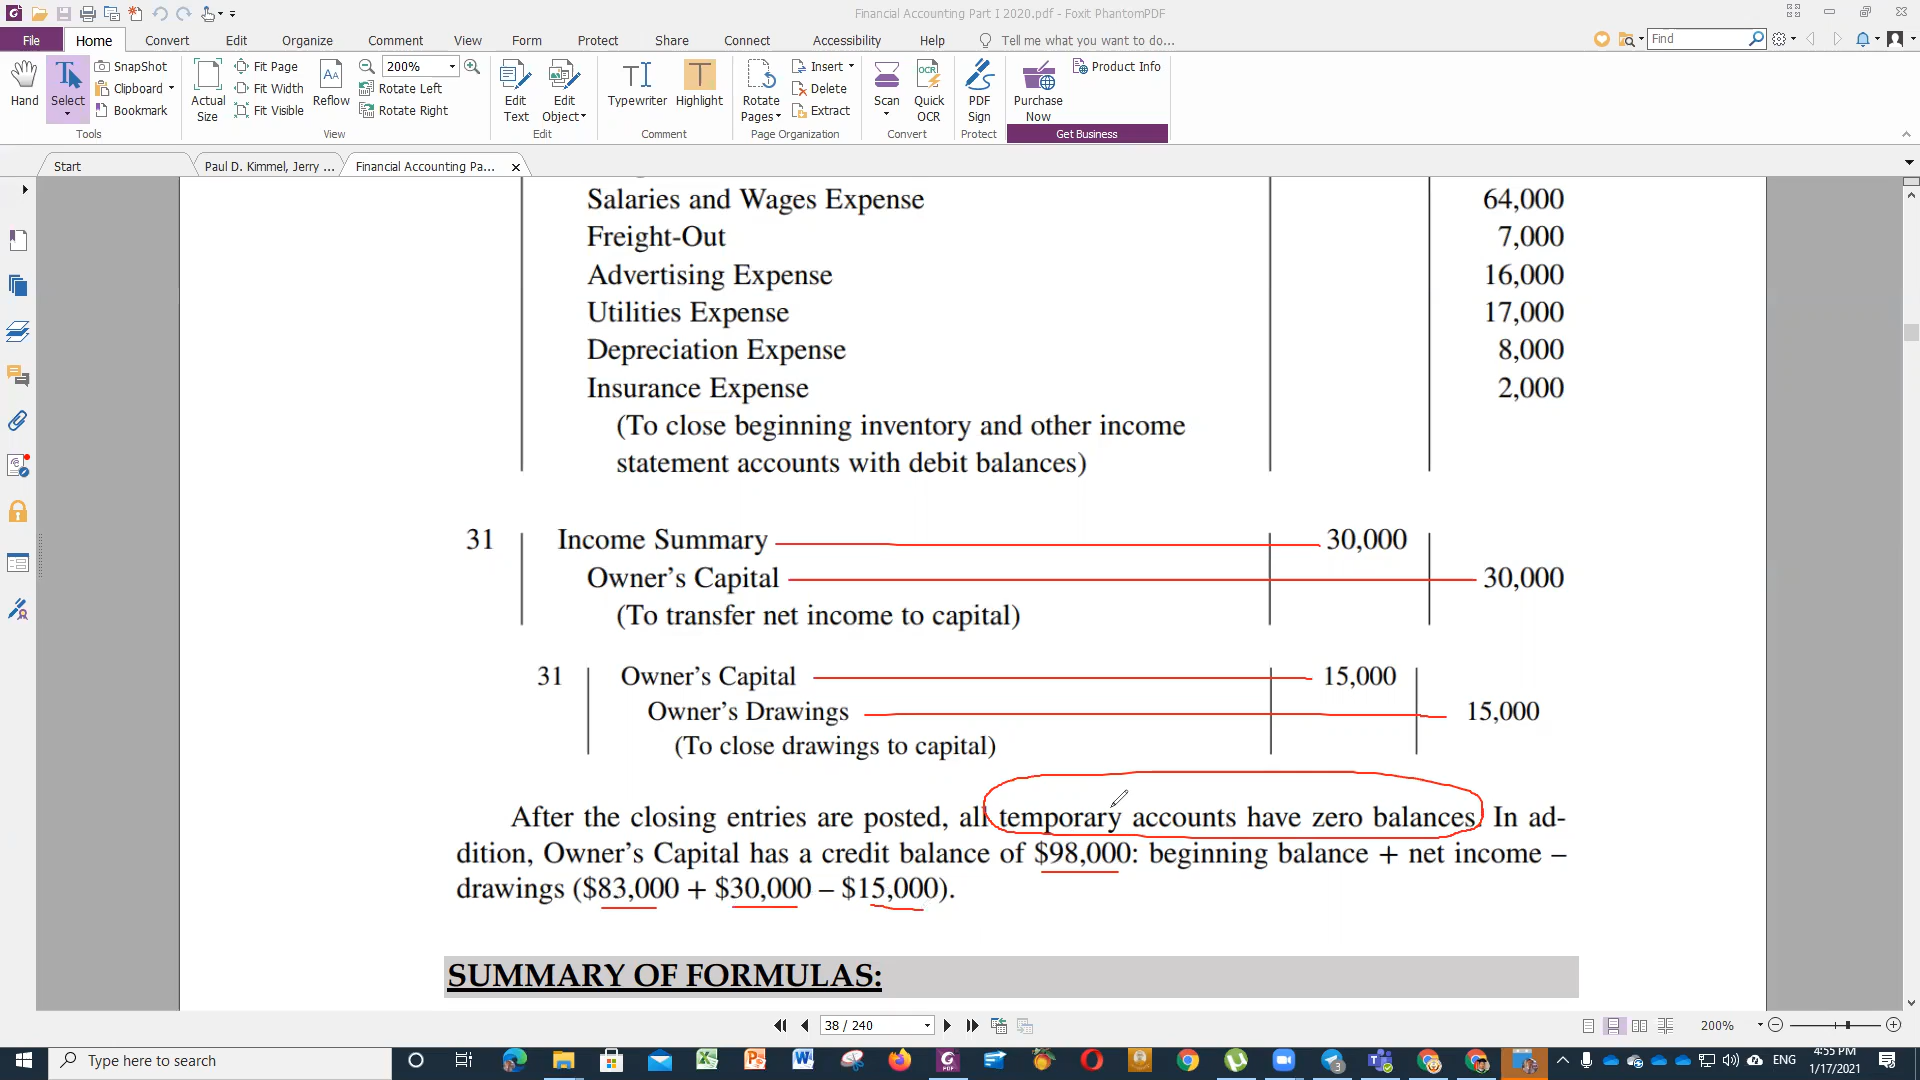 Financial Accounting Part I 2020.pdf - Foxit PhantomPDF
File Home Convert Edit Organize Comment View Form Protect Share Connect Accessibility Help Tell me what you want to do... Find
Hand
Select
SnapShot
Clipboard
Bookmark
Tools
Actual Size
Fit Page
Fit Width
Fit Visible
Reflow
200%
Rotate Left
Rotate Right
View
Edit Text
Edit Object
Edit
Typewriter
Highlight
Comment
Rotate Pages
Insert
Delete
Extract
Page Organization
Scan
Quick OCR
Convert
PDF Sign
Protect
Purchase Now
Product Info
Get Business
Start Paul D. Kimmel, Jerry ... Financial Accounting Pa...
Salaries and Wages Expense 64,000
Freight-Out 7,000
Advertising Expense 16,000
Utilities Expense 17,000
Depreciation Expense 8,000
Insurance Expense 2,000
(To close beginning inventory and other income
statement accounts with debit balances)
31 Income Summary 30,000
Owner's Capital 30,000
(To transfer net income to capital)
31 Owner's Capital 15,000
Owner's Drawings 15,000
(To close drawings to capital)
After the closing entries are posted, all temporary accounts have zero balances. In ad-
dition, Owner's Capital has a credit balance of $98,000: beginning balance + net income –
drawings ($83,000 + $30,000 – $15,000).
SUMMARY OF FORMULAS:
38 / 240
200%
Type here to search
ENG
4:55 PM
1/17/2021